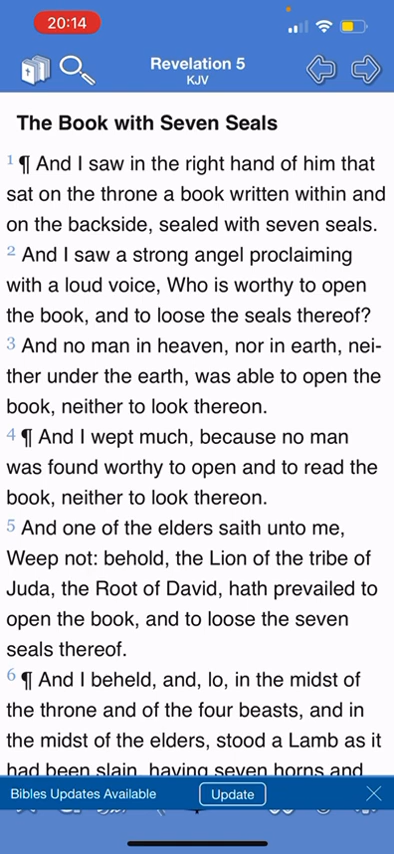 20:14
Revelation 5
KJV
The Book with Seven Seals
1 ¶ And I saw in the right hand of him that
sat on the throne a book written within and
on the backside, sealed with seven seals.
2 And I saw a strong angel proclaiming
with a loud voice, Who is worthy to open
the book, and to loose the seals thereof?
3 And no man in heaven, nor in earth, nei-
ther under the earth, was able to open the
book, neither to look thereon.
4 ¶ And I wept much, because no man
was found worthy to open and to read the
book, neither to look thereon.
5 And one of the elders saith unto me,
Weep not: behold, the Lion of the tribe of
Juda, the Root of David, hath prevailed to
open the book, and to loose the seven
seals thereof.
6 ¶ And I beheld, and, lo, in the midst of
the throne and of the four beasts, and in
the midst of the elders, stood a Lamb as it
had been slain, having seven horns and
Bibles Updates Available Update